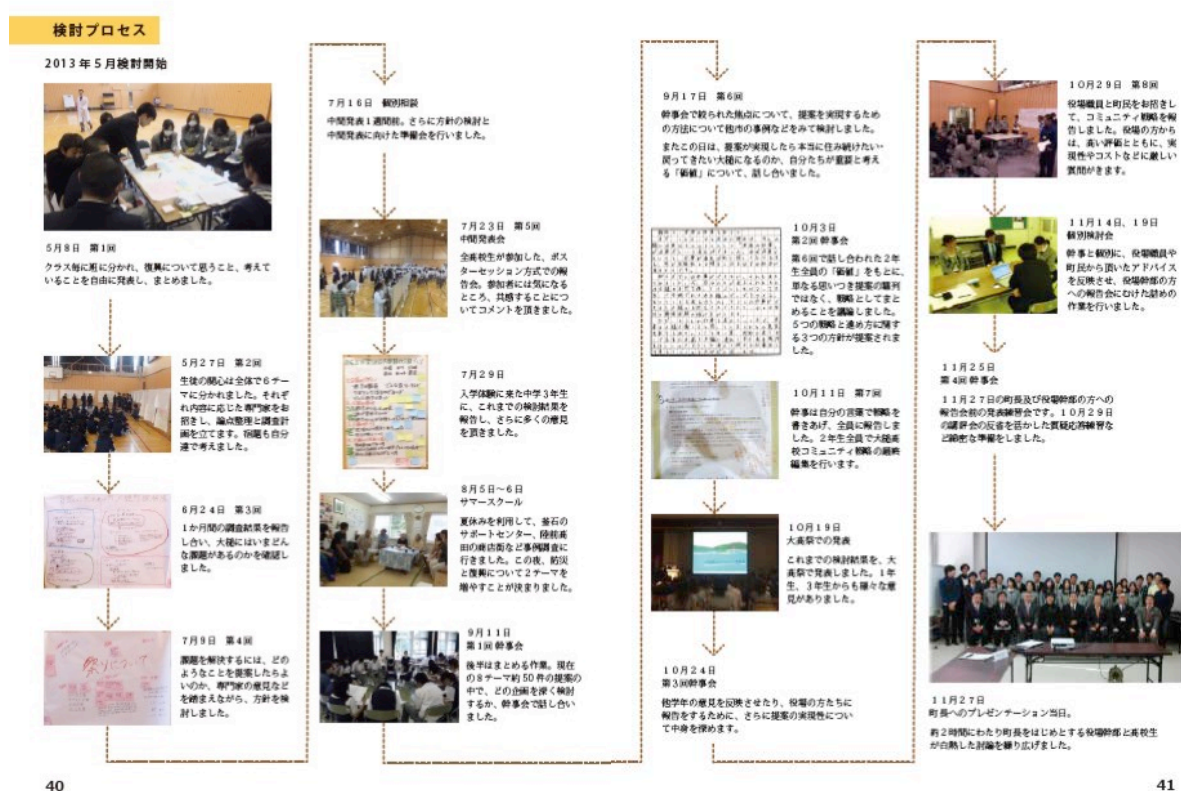 検討プロセス
2013年5月検討開始
5月8日 第1回
クラス毎に班に分かれ、復興について思うこと、考えて
いることを自由に発表し、まとめました。
5月27日 第2回
生徒の関心は全体で6テー
マに分かれました。それぞ
れ内容に応じた専門家をお
招きし、論点整理と調査計
画を立てます。宿題も自分
達で考えました。
6月24日 第3回
1か月間の調査結果を報告
し合い、大槌にはいまどん
な課題があるのかを確認し
ました。
7月9日 第4回
課題を解決するには、どの
ようなことを提案したらよ
いのか、専門家の意見など
を踏まえながら、方針を検
討しました。
祭りについて
7月16日 個別相談
中間発表1週間前。さらに方針の検討と
中間発表に向けた準備会を行いました。
7月23日 第5回
中間発表会
全高校生が参加した、ポス
ターセッション方式での報
告会。参加者には気になる
ところ、共感することにつ
いてコメントを頂きました。
7月29日
入学体験に来た中学3年生
に、これまでの検討結果を
報告し、さらに多くの意見
を頂きました。
8月5日～6日
サマースクール
夏休みを利用して、釜石の
サポートセンター、陸前高
田の商店街など事例調査に
行きました。この夜、防災
と復興について2テーマを
増やすことが決まりました。
9月11日
第1回幹事会
後半はまとめる作業。現在
の8テーマ約50件の提案の
中で、どの企画を深く検討
するか、幹事会で話し合い
ました。
9月17日 第6回
幹事会で絞られた焦点について、提案を実現するため
の方法について他市の事例などをみて検討しました。
またこの日は、提案が実現したら本当に住み続けたい・
戻ってきたい大槌になるのか、自分たちが重要と考え
る「価値」について、話し合いました。
10月3日
第2回幹事会
第6回で話し合われた2年
生全員の「価値」をもとに、
単なる思いつき提案の羅列
ではなく、戦略としてまと
めることを議論しました。
5つの戦略と進め方に関す
る3つの方針が提案されま
した。
10月11日 第7回
幹事は自分の言葉で戦略を
書きあげ、全員に報告しま
した。2年生全員で大槌高
校コミュニティ戦略の最終
編集を行います。
10月19日
大高祭での発表
これまでの検討結果を、大
高祭で発表しました。1年
生、3年生からも様々な意
見がありました。
10月24日
第3回幹事会
他学年の意見を反映させたり、役場の方たちに
報告をするために、さらに提案の実現性につい
て中身を深めます。
10月29日 第8回
役場職員と町民をお招きし
て、コミュニティ戦略を報
告しました。役場の方から
は、高い評価とともに、実
現性やコストなどに厳しい
質問がきます。
11月14日、19日
個別検討会
幹事と個別に、役場職員や
町民から頂いたアドバイス
を反映させ、役場幹部の方
への報告会にむけた詰めの
作業を行いました。
11月25日
第4回幹事会
11月27日の町長及び役場幹部の方への
報告会前の発表練習会です。10月29日
の講評会の反省を活かした質疑応答練習な
ど綿密な準備をしました。
11月27日
町長へのプレゼンテーション当日。
約2時間にわたり町長をはじめとする役場幹部と高校生
が白熱した討論を繰り広げました。
40
41